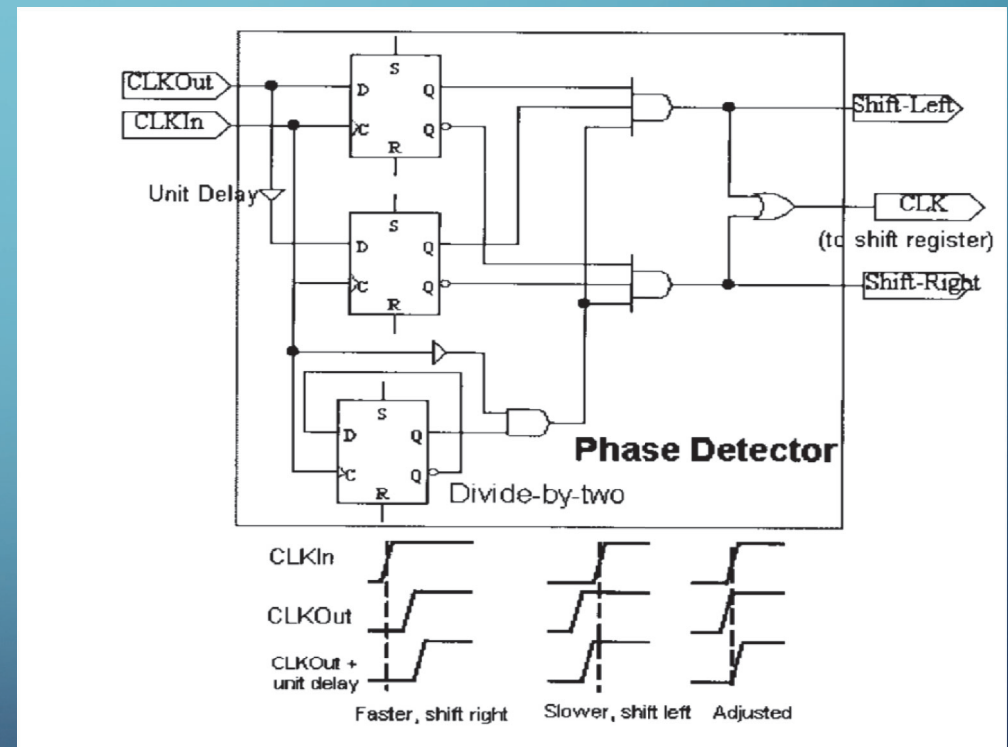 S
CLKOut
D
Q
Shift-Left
CLKIn
C
Q
R
Unit Delay
S
CLK
(to shift register)
D
Q
Shift-Right
C
Q
R
S
D
Q
Phase Detector
C
Q
R
Divide-by-two
CLKIn
CLKOut
CLKOut +
unit delay
Faster, shift right
Slower, shift left
Adjusted